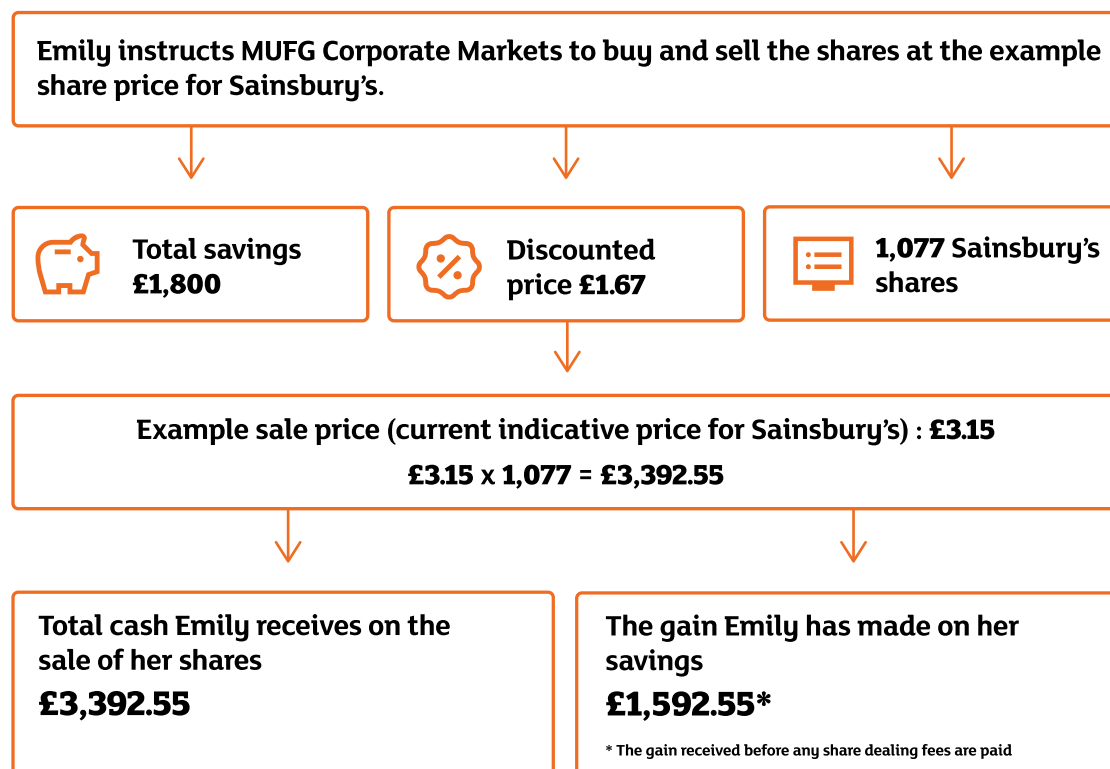 Emily instructs MUFG Corporate Markets to buy and sell the shares at the example
share price for Sainsbury's.
Total savings
£1,800
Discounted
price £1.67
1,077 Sainsbury's
shares
Example sale price (current indicative price for Sainsbury's) : £3.15
£3.15 x 1,077 = £3,392.55
Total cash Emily receives on the
sale of her shares
£3,392.55
The gain Emily has made on her
savings
£1,592.55*
* The gain received before any share dealing fees are paid